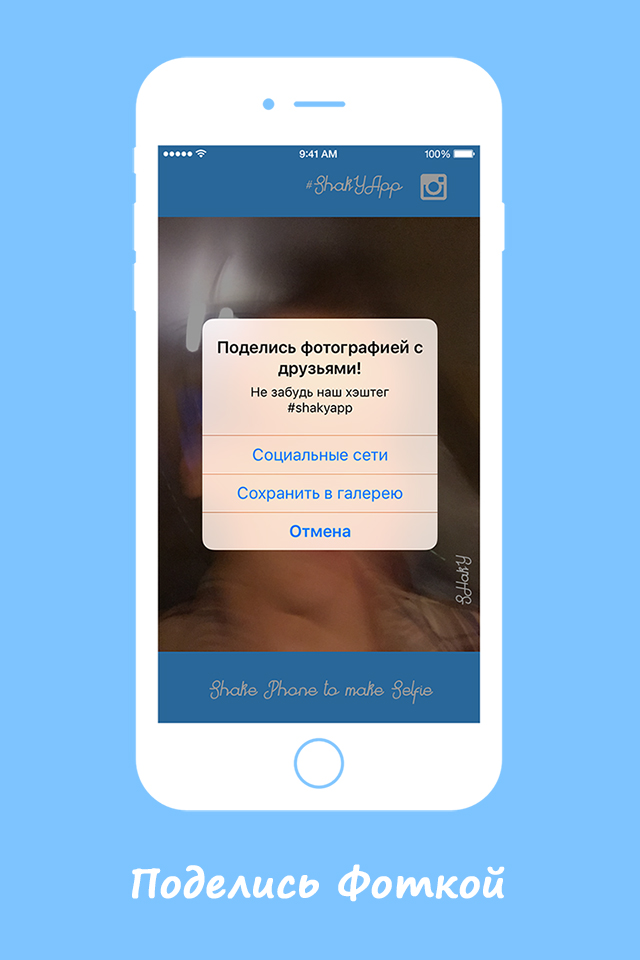 9:41 AM
100%
#ShakYApp
Поделись фотографией с
друзьями!
Не забудь наш хэштег
#shakyapp
Социальные сети
Сохранить в галерею
Отмена
SHakY
Shake Phone to make Selfie
Поделись Фоткой